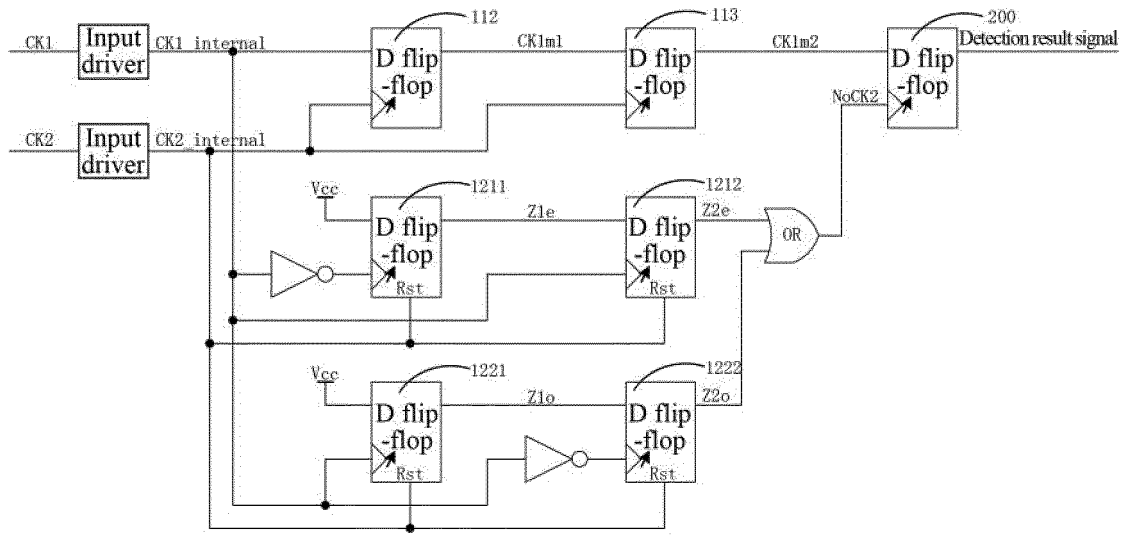 112
113
200
CK1
Input driver
CK1_internal
D flip -flop
CK1m1
D flip -flop
CK1m2
D flip -flop
Detection result signal
NoCK2
CK2
Input driver
CK2_internal
Vcc
1211
D flip -flop
Rst
Z1e
1212
D flip -flop
Rst
Z2e
OR
Vcc
1221
D flip -flop
Rst
Z1o
1222
D flip -flop
Rst
Z2o